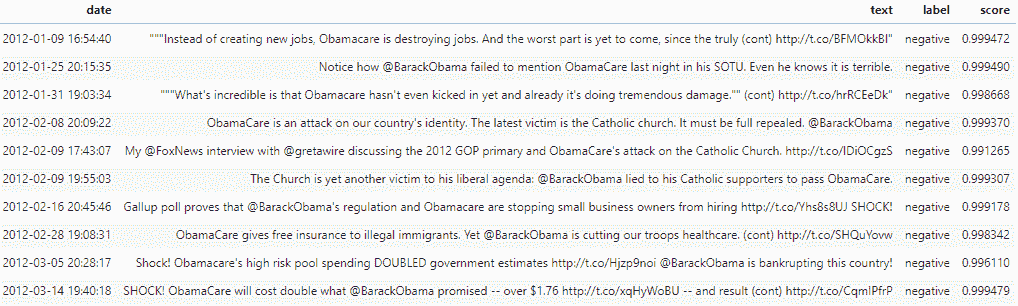 date text label score
2012-01-09 16:54:40 """Instead of creating new jobs, Obamacare is destroying jobs. And the worst part is yet to come, since the truly (cont) http://t.co/BFMOkkBI" negative 0.999472
2012-01-25 20:15:35 Notice how @BarackObama failed to mention ObamaCare last night in his SOTU. Even he knows it is terrible. negative 0.999490
2012-01-31 19:03:34 """What's incredible is that Obamacare hasn't even kicked in yet and already it's doing tremendous damage."" (cont) http://t.co/hrRCEeDk" negative 0.998668
2012-02-08 20:09:22 ObamaCare is an attack on our country's identity. The latest victim is the Catholic church. It must be full repealed. @BarackObama negative 0.999370
2012-02-09 17:43:07 My @FoxNews interview with @gretawire discussing the 2012 GOP primary and ObamaCare's attack on the Catholic Church. http://t.co/IDiOCgzS negative 0.991265
2012-02-09 19:55:03 The Church is yet another victim to his liberal agenda: @BarackObama lied to his Catholic supporters to pass ObamaCare. negative 0.999307
2012-02-16 20:45:46 Gallup poll proves that @BarackObama's regulation and Obamacare are stopping small business owners from hiring http://t.co/Yhs8s8UJ SHOCK! negative 0.999178
2012-02-28 19:08:31 ObamaCare gives free insurance to illegal immigrants. Yet @BarackObama is cutting our troops healthcare. (cont) http://t.co/SHQuYovw negative 0.998342
2012-03-05 20:28:17 Shock! Obamacare's high risk pool spending DOUBLED government estimates http://t.co/Hjzp9noi @BarackObama is bankrupting this country! negative 0.996110
2012-03-14 19:40:18 SHOCK! ObamaCare will cost double what @BarackObama promised -- over $1.76 http://t.co/xqHyWoBU -- and result (cont) http://t.co/CqmIPfrP negative 0.999479